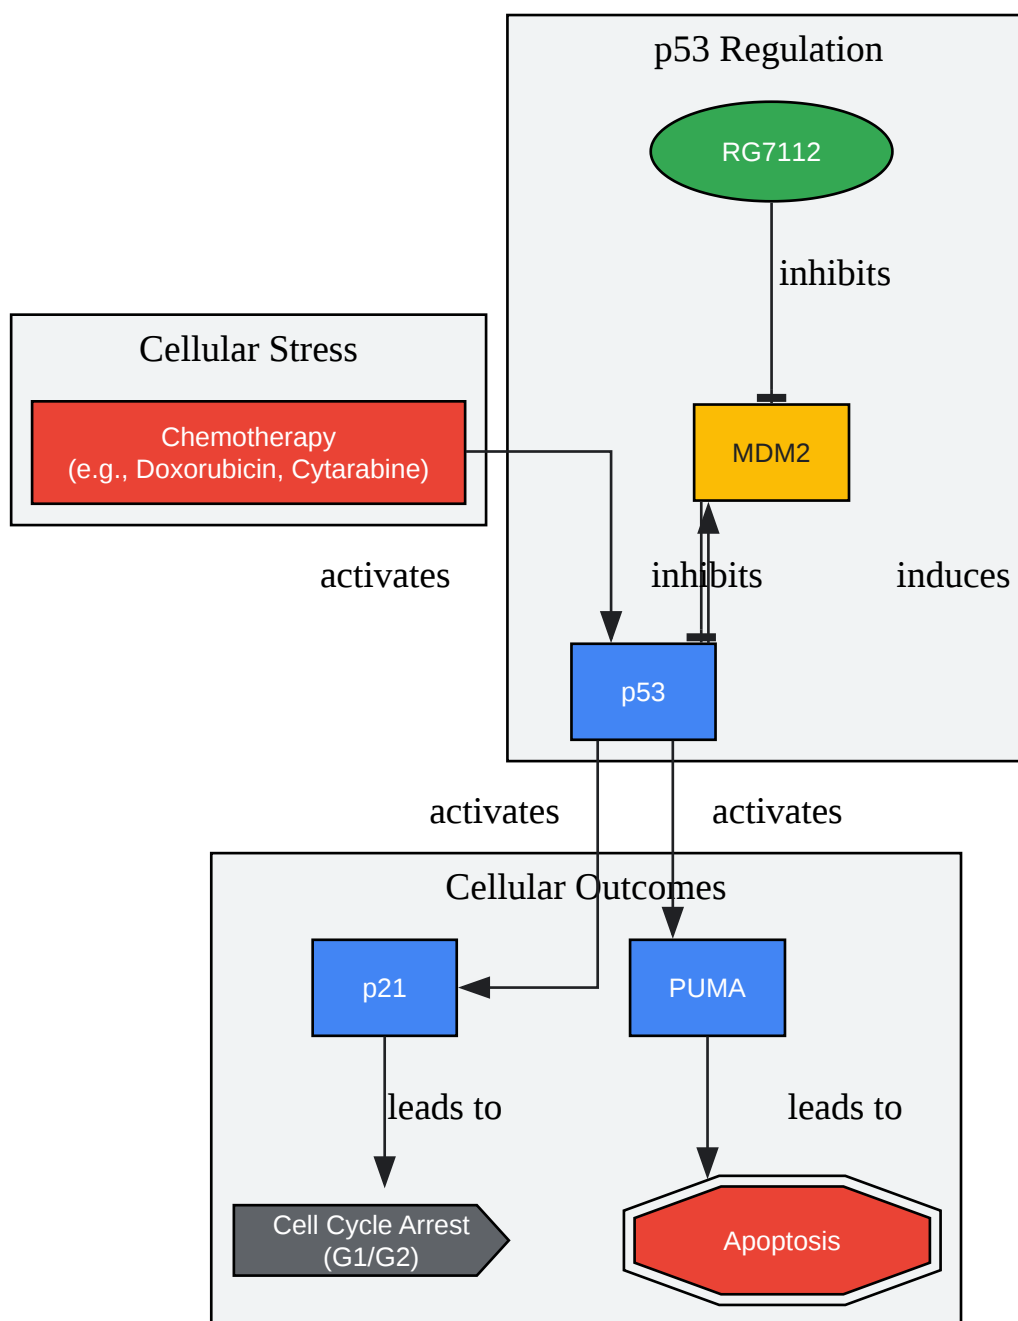 p53 Regulation
RG7112
inhibits
Cellular Stress
Chemotherapy
(e.g., Doxorubicin, Cytarabine)
MDM2
activates
inhibits
induces
p53
activates
activates
Cellular Outcomes
p21
PUMA
leads to
leads to
Cell Cycle Arrest
(G1/G2)
Apoptosis